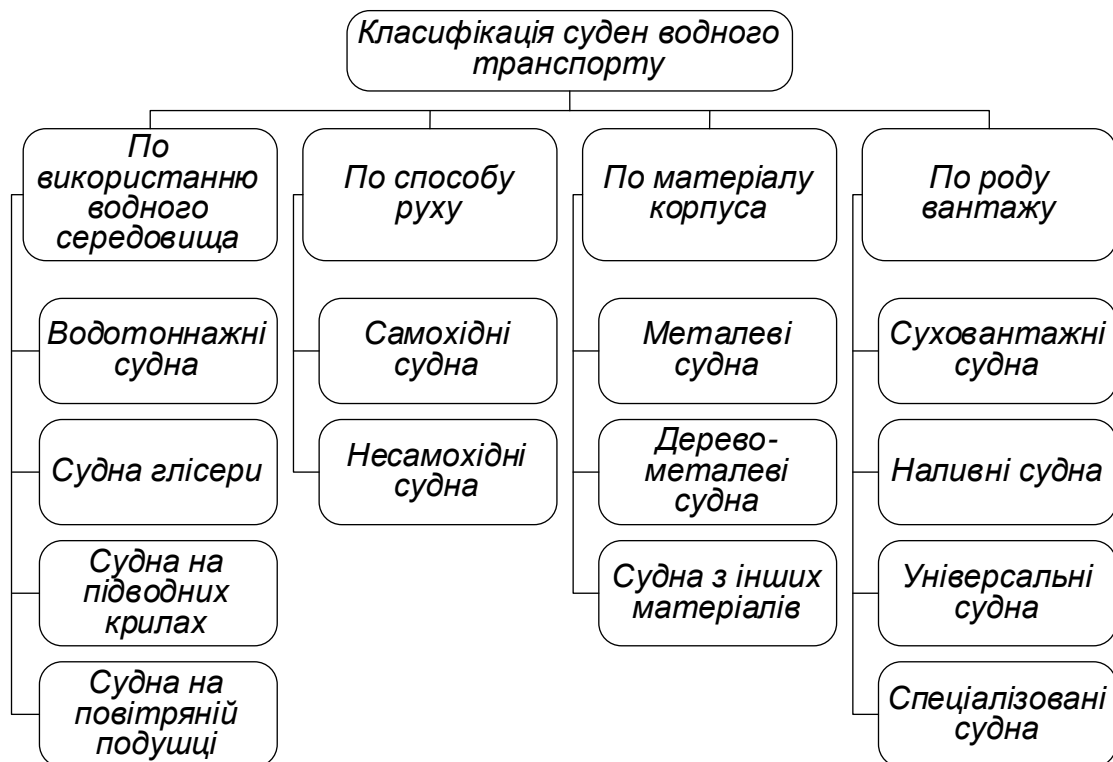 Класифікація суден водного
транспорту
По
використанню
водного
середовища
Водотоннажні
судна
Судна глісери
Судна на
підводних
крилах
Судна на
повітряній
подушці
По способу
руху
Самохідні
судна
Несамохідні
судна
По матеріалу
корпуса
Металеві
судна
Дерево-
металеві
судна
Судна з інших
матеріалів
По роду
вантажу
Суховантажні
судна
Наливні судна
Універсальні
судна
Спеціалізовані
судна